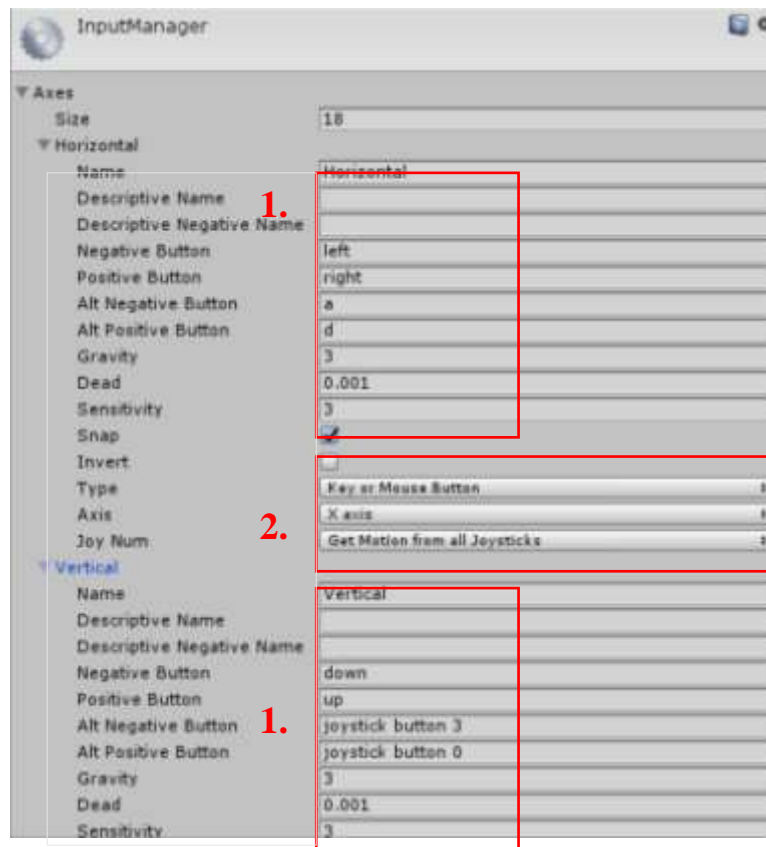 InputManager
Axes
Size 18
Horizontal
Name Horizontal
Descriptive Name
1.
Descriptive Negative Name
Negative Button left
Positive Button right
Alt Negative Button a
Alt Positive Button d
Gravity 3
Dead 0.001
Sensitivity 3
Snap
Invert
Type Key or Mouse Button
Axis X axis
2.
Joy Num Get Motion from all Joysticks
Vertical
Name Vertical
Descriptive Name
Descriptive Negative Name
Negative Button down
Positive Button up
Alt Negative Button 1. joystick button 3
Alt Positive Button joystick button 0
Gravity 3
Dead 0.001
Sensitivity 3